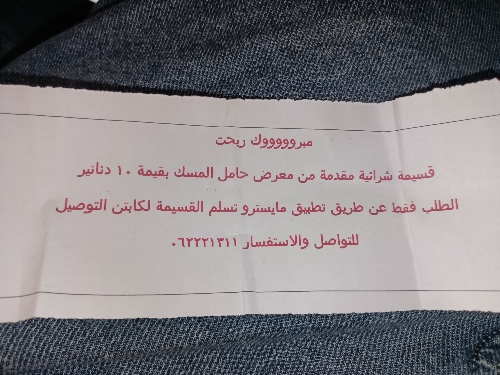 مبروووووك ربحت
قسيمة شرائية مقدمة من معرض حامل المسك بقيمة ١٠ دنانير
الطلب فقط عن طريق تطبيق مايسترو تسلم القسيمة لكابتن التوصيل
للتواصل والاستفسار ٠٦٢٢٢١٣١١